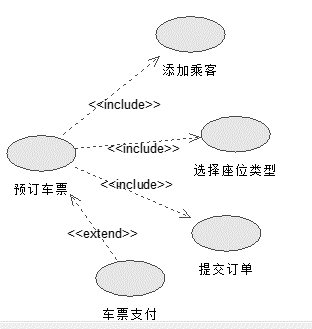 添加乘客
<<include>>
<<include>>
选择座位类型
<<include>>
预订车票
<<extend>>
提交订单
车票支付